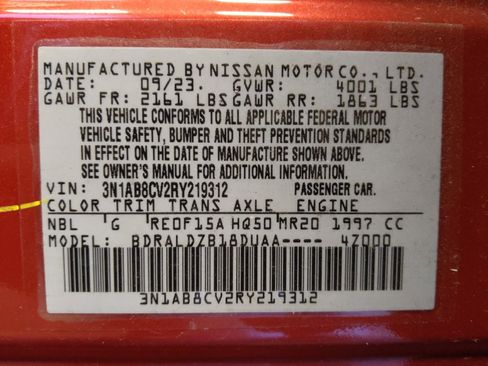 MANUFACTURED BY NISSAN MOTOR CO., LTD.
DATE: 09/23. GVWR: 4001 LBS
GAWR FR: 2161 LBS GAWR RR: 1863 LBS
THIS VEHICLE CONFORMS TO ALL APPLICABLE FEDERAL MOTOR
VEHICLE SAFETY, BUMPER AND THEFT PREVENTION STANDARDS
IN EFFECT ON THE DATE OF MANUFACTURE SHOWN ABOVE.
SEE OWNER'S MANUAL FOR ADDITIONAL INFORMATION.
VIN: 3N1AB8CV2RY219312 PASSENGER CAR.
COLOR TRIM TRANS AXLE ENGINE
NBL G RE0F15A HQ50 MR20 1997 CC
MODEL: BDRALDZB18DUAA---- 4Z000
3N1AB8CV2RY219312